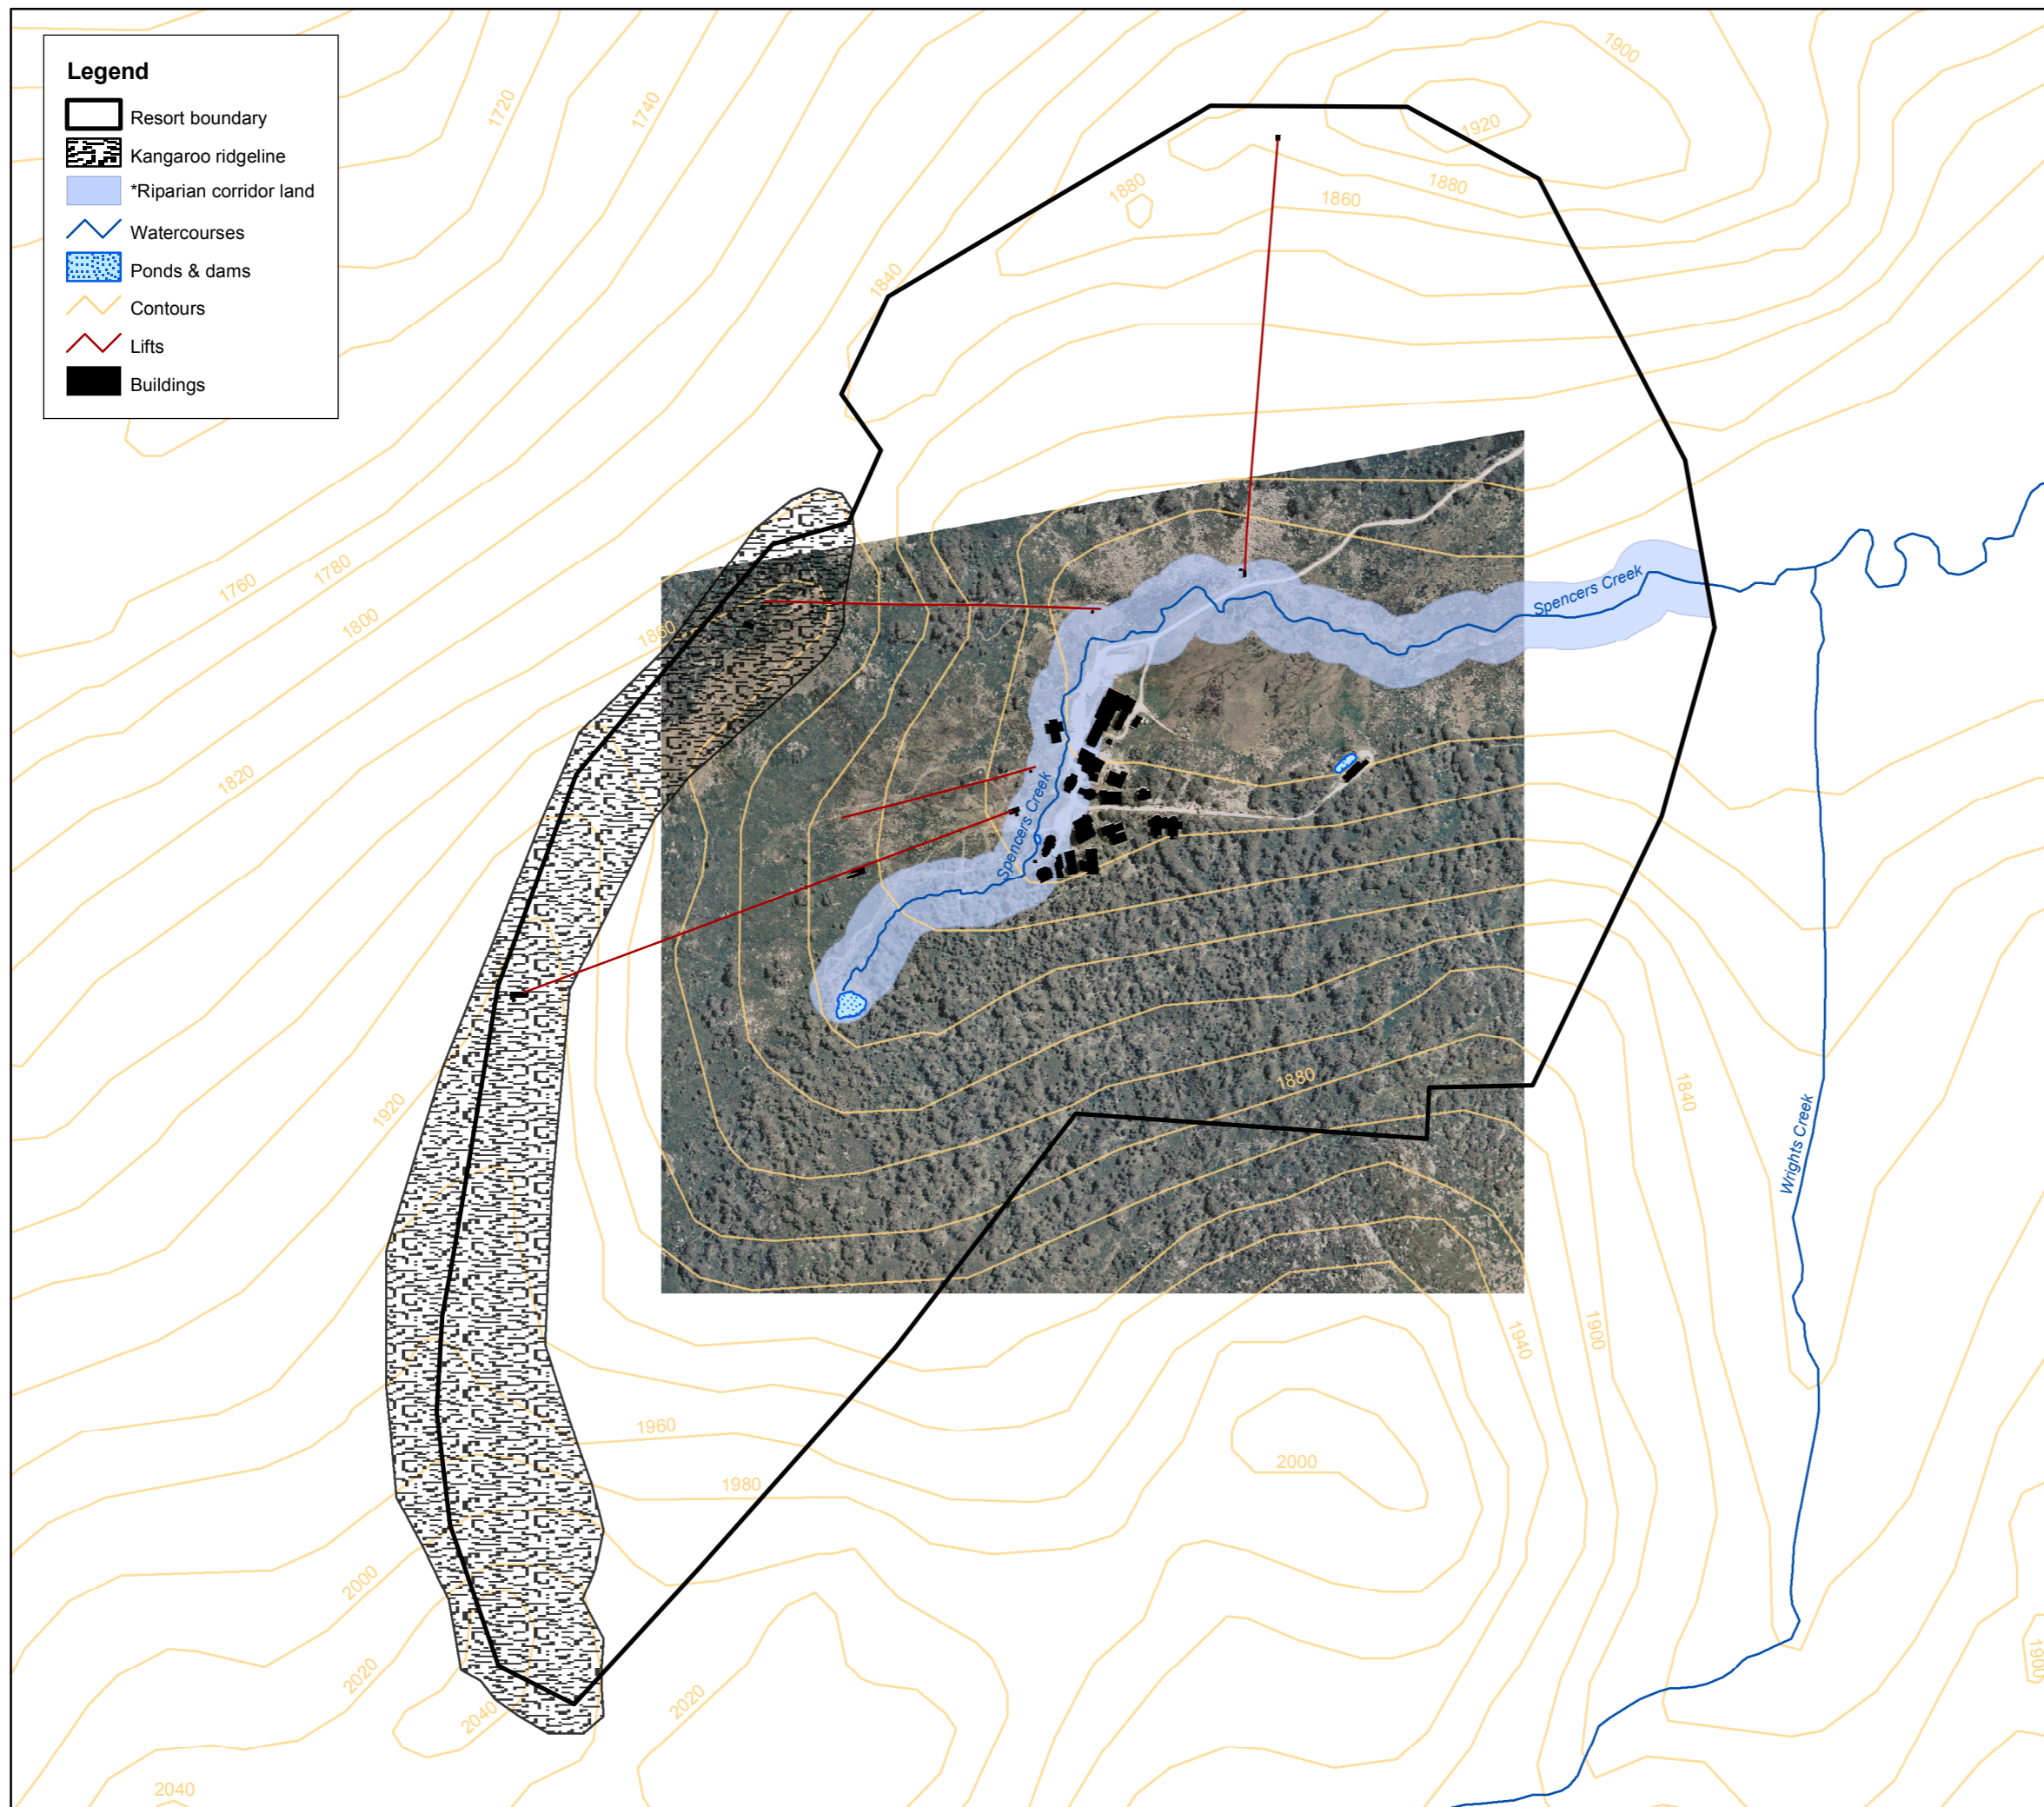 Legend
Resort boundary
Kangaroo ridgeline
*Riparian corridor land
Watercourses
Ponds & dams
Contours
Lifts
Buildings
1900
1720
1740
1920
1880
1880
1860
1840
1760
1780
1800
1860
Spencers Creek
1820
Spencers Creek
1880
1840
1920
Wrights Creek
1940
1900
1960
2000
1980
2000
1900
2020
2020
2040
2040